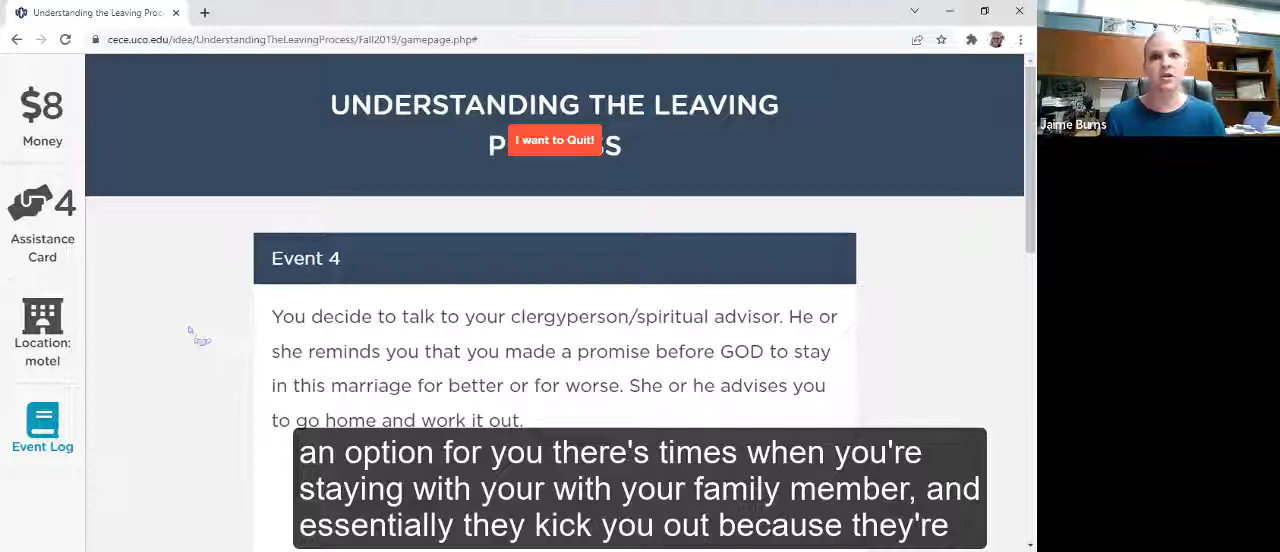 Understanding the Leaving Proc
cece.uco.edu/idea/UnderstandingTheLeavingProcess/Fall2019/gamepage.php#
$8
Money
4
Assistance
Card
Location:
motel
Event Log
UNDERSTANDING THE LEAVING
P SS
I want to Quit!
Event 4
You decide to talk to your clergyperson/spiritual advisor. He or
she reminds you that you made a promise before GOD to stay
in this marriage for better or for worse. She or he advises you
to go home and work it out.
an option for you there's times when you're
staying with your with your family member, and
essentially they kick you out because they're
Jaime Burns